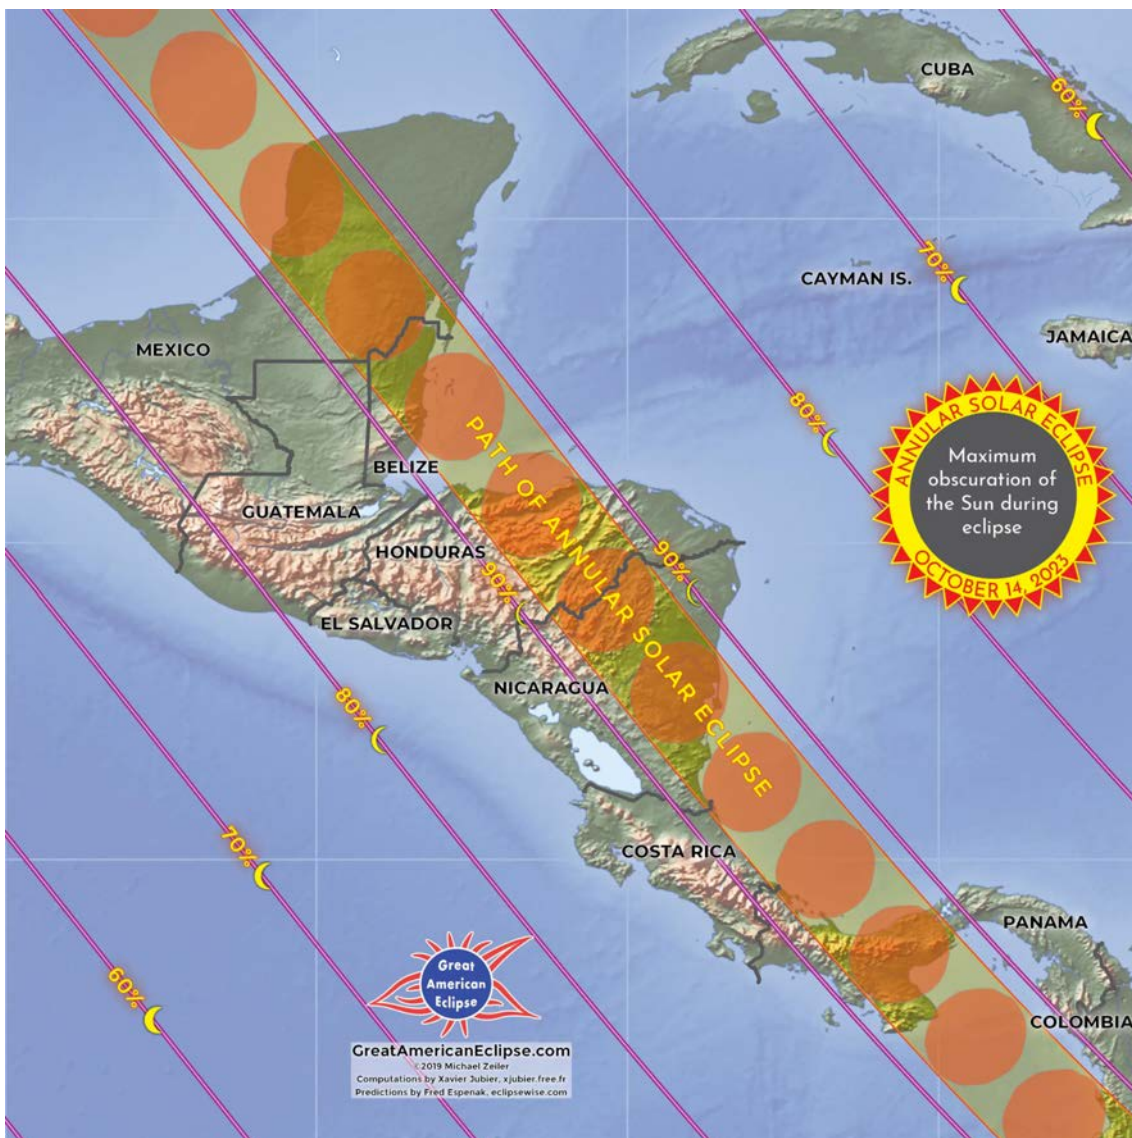 CUBA
60%
70%
CAYMAN IS.
JAMAICA
MEXICO
80%
ANNULAR SOLAR ECLIPSE
Maximum
obscuration of
the Sun during
eclipse
OCTOBER 14, 2023
PATH OF ANNULAR SOLAR ECLIPSE
BELIZE
GUATEMALA
HONDURAS
90%
90%
EL SALVADOR
NICARAGUA
80%
70%
COSTA RICA
PANAMA
60%
Great
American
Eclipse
COLOMBIA
GreatAmericanEclipse.com
©2019 Michael Zeiler
Computations by Xavier Jubier, xjubier.free.fr
Predictions by Fred Espenak, eclipsewise.com